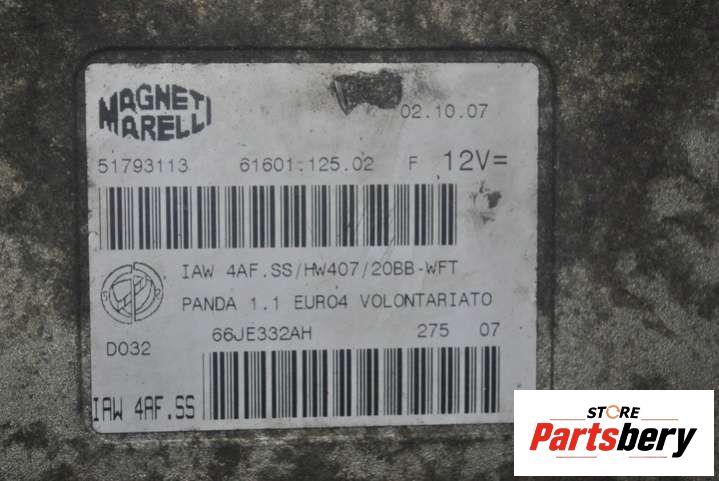 MAGNETI
MARELLI
02.10.07
51793113 61601.125.02 F 12V=
IAW 4AF.SS/HW407/20BB-WFT
PANDA 1.1 EURO4 VOLONTARIATO
D032 66JE332AH 275 07
IAW 4AF.SS
STORE
Partsbery